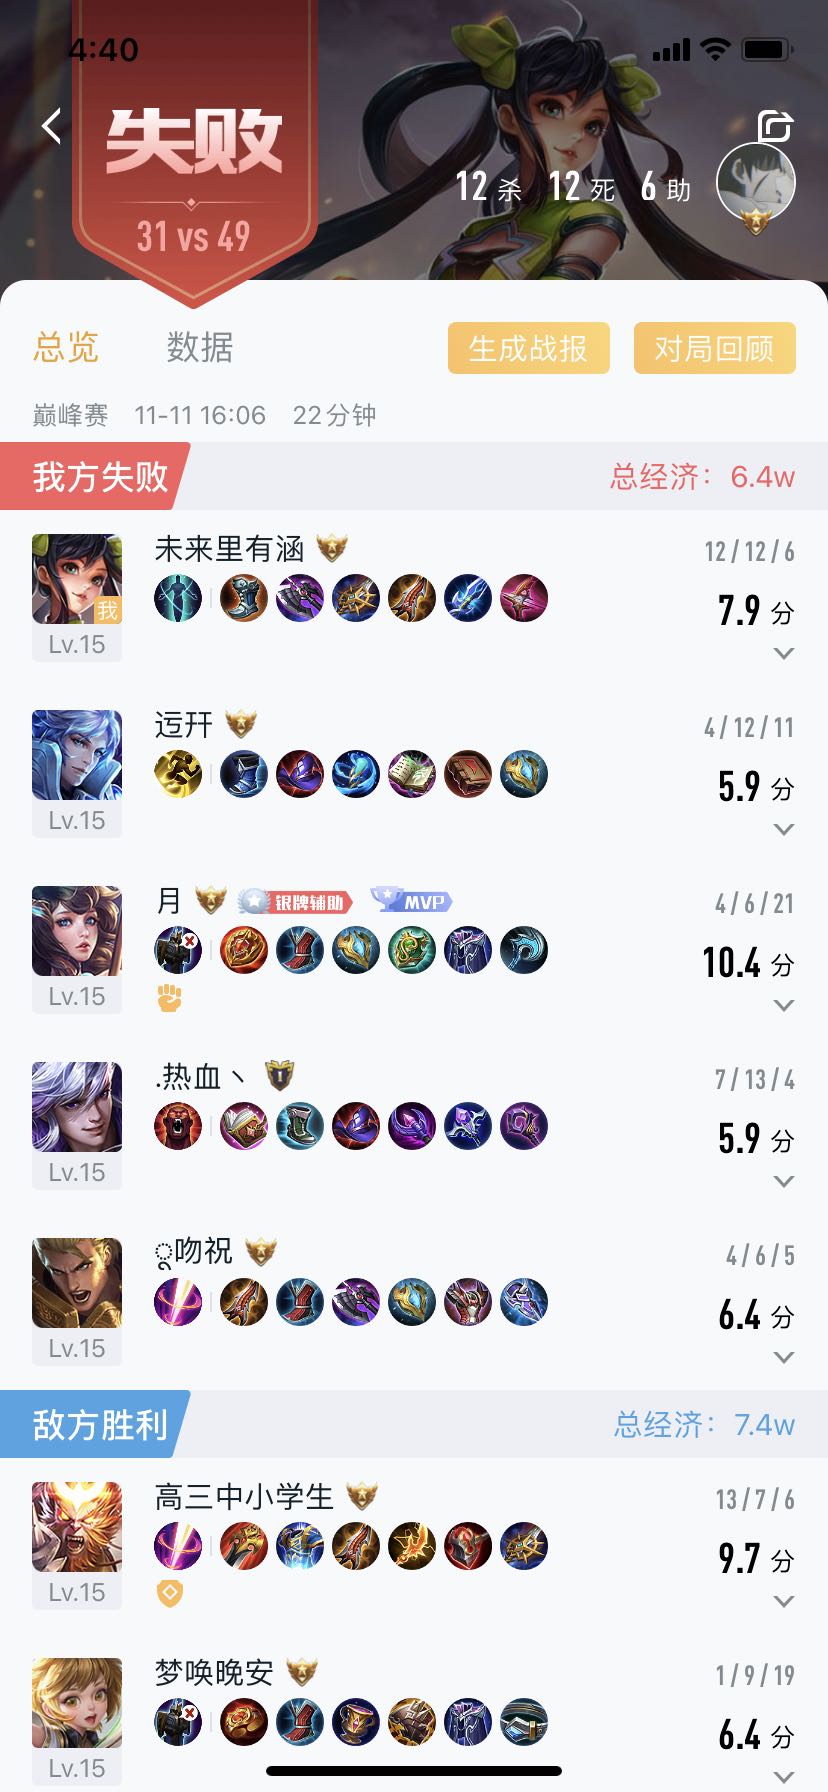 4:40
失败
31 vs 49
12 杀 12 死 6 助
总览 数据 生成战报 对局回顾
巅峰赛 11-11 16:06 22分钟
我方失败 总经济：6.4w
未来里有涵 12 / 12 / 6
我
7.9 分
Lv.15
运开 4 / 12 / 11
5.9 分
Lv.15
月 银牌辅助 MVP 4 / 6 / 21
10.4 分
Lv.15
.热血丶 1 7 / 13 / 4
5.9 分
Lv.15
吻祝 4 / 6 / 5
6.4 分
Lv.15
敌方胜利 总经济：7.4w
高三中小学生 13 / 7 / 6
9.7 分
Lv.15
梦唤晚安 1 / 9 / 19
6.4 分
Lv.15